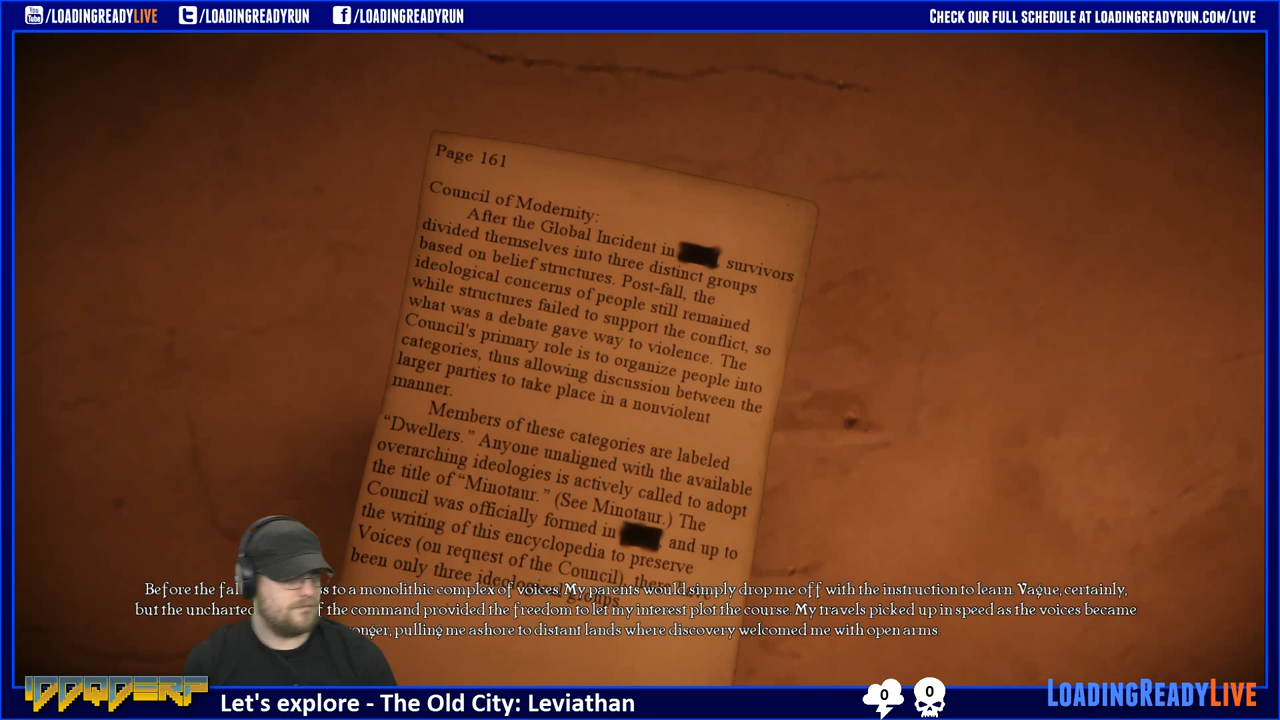 /LOADINGREADYLIVE
/LOADINGREADYRUN
/LOADINGREADYRUN
CHECK OUR FULL SCHEDULE AT LOADINGREADYRUN.COM/LIVE
Page 161
Council of Modernity:
After the Global Incident in survivors
divided themselves into three distinct groups
based on belief structures. Post-fall, the
ideological concerns of people still remained
while structures failed to support the conflict, so
what was a debate gave way to violence. The
Council's primary role is to organize people into
categories, thus allowing discussion between the
larger parties to take place in a nonviolent
manner.
Members of these categories are labeled
“Dwellers.” Anyone unaligned with the available
overarching ideologies is actively called to adopt
the title of “Minotaur.” (See Minotaur.) The
Council was officially formed in and up to
the writing of this encyclopedia to preserve
Voices (on request of the Council), there
been only three ideological groups.
Before the to a monolithic complex of voices. My parents would simply drop me off with the instruction to learn. Vague, certainly,
but the uncharted the command provided the freedom to let my interest plot the course. My travels picked up in speed as the voices became
pulling me ashore to distant lands where discovery welcomed me with open arms.
IDDQDERP
Let's explore - The Old City: Leviathan
0
0
LOADINGREADYLIVE